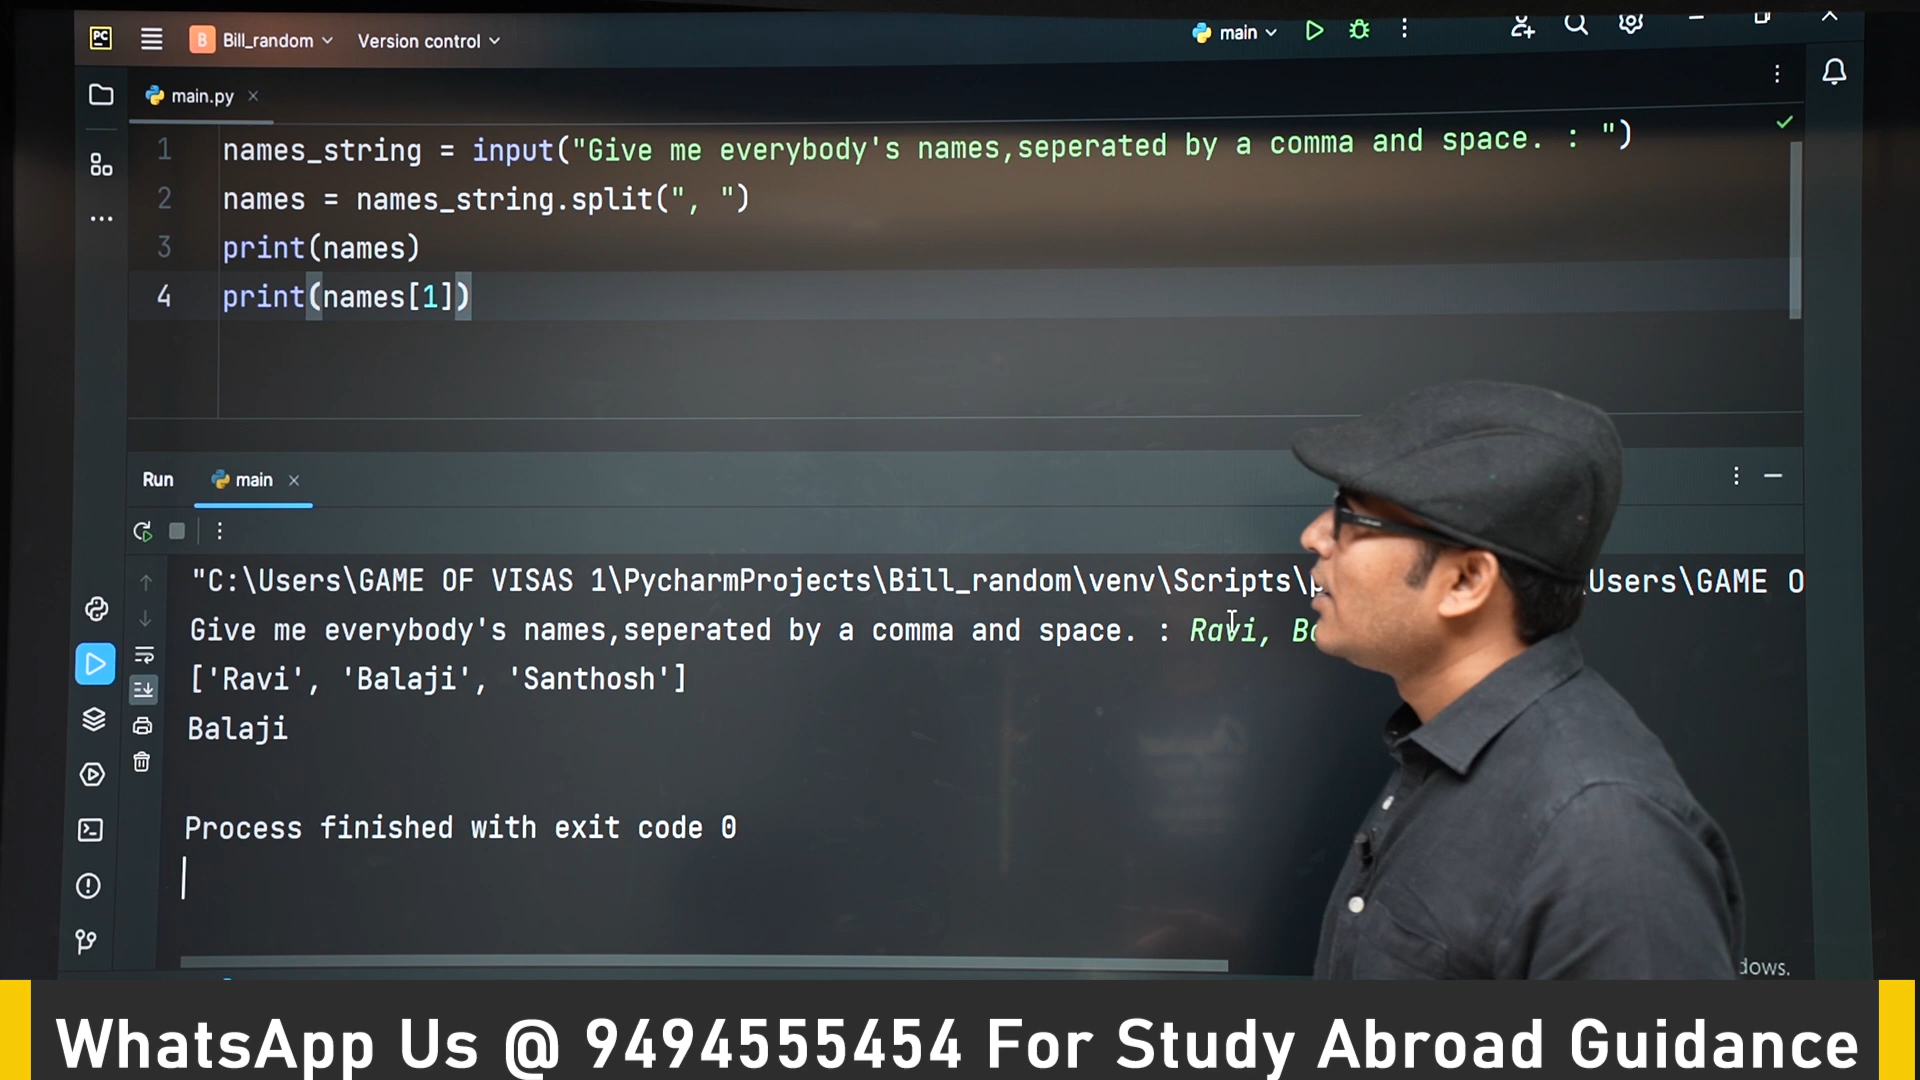 PC
B Bill_random Version control main
main.py
1 names_string = input("Give me everybody's names,seperated by a comma and space. : ")
2 names = names_string.split(", ")
3 print(names)
4 print(names[1])
Run main
"C:\Users\GAME OF VISAS 1\PycharmProjects\Bill_random\venv\Scripts\ \Users\GAME O
Give me everybody's names,seperated by a comma and space. : Ravi,
['Ravi', 'Balaji', 'Santhosh']
Balaji
Process finished with exit code 0
dows.
WhatsApp Us @ 9494555454 For Study Abroad Guidance